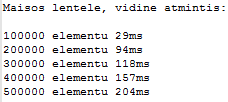 Maisos lentele, vidine atmintis:
100000 elementu 29ms
200000 elementu 94ms
300000 elementu 118ms
400000 elementu 157ms
500000 elementu 204ms